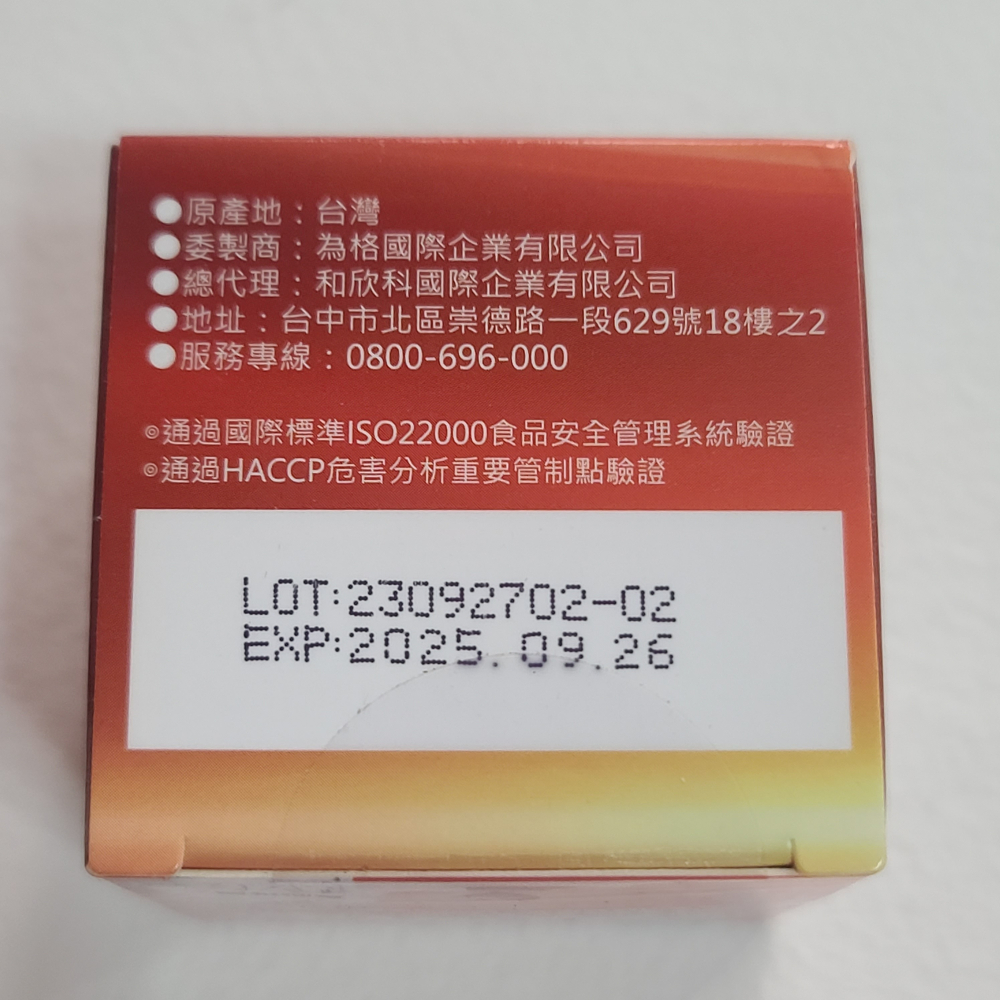 ●原產地：台灣
●委製商：為格國際企業有限公司
●總代理：和欣科國際企業有限公司
●地址：台中市北區崇德路一段629號18樓之2
●服務專線：0800-696-000
◎通過國際標準ISO22000食品安全管理系統驗證
◎通過HACCP危害分析重要管制點驗證
LOT:23092702-02
EXP:2025.09.26